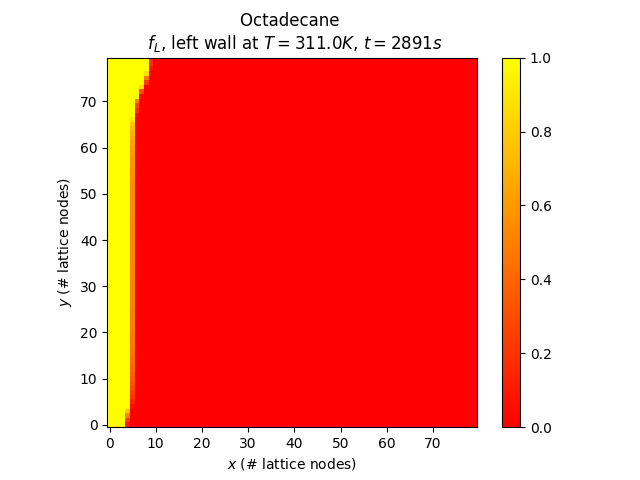 Octadecane
f_L, left wall at T = 311.0K, t = 2891s
y (# lattice nodes)
70
60
50
40
30
20
10
0
0 10 20 30 40 50 60 70
x (# lattice nodes)
1.0
0.8
0.6
0.4
0.2
0.0